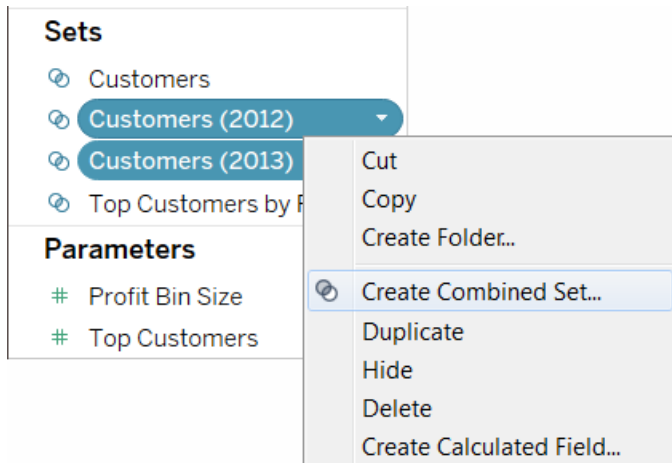 Sets
Customers
Customers (2012)
Customers (2013)
Top Customers by
Parameters
# Profit Bin Size
# Top Customers
Cut
Copy
Create Folder...
Create Combined Set...
Duplicate
Hide
Delete
Create Calculated Field...